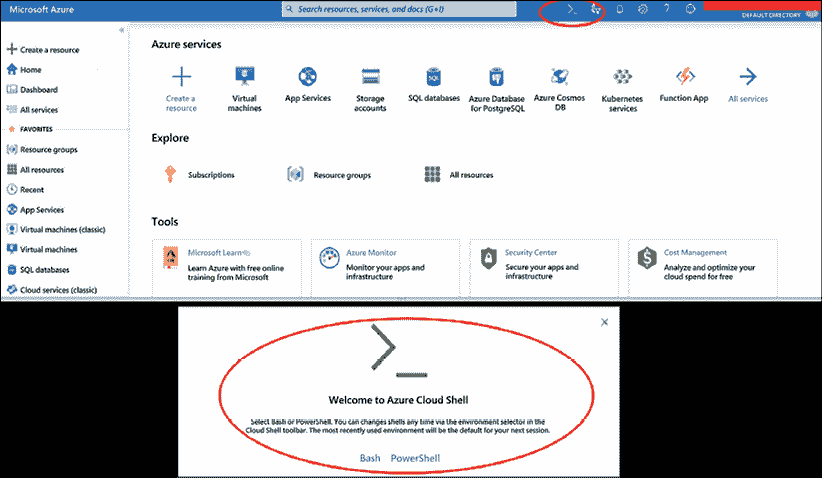 Microsoft Azure
Search resources, services, and docs (G+/)
DEFAULT DIRECTORY
Create a resource
Home
Dashboard
All services
FAVORITES
Resource groups
All resources
Recent
App Services
Virtual machines (classic)
Virtual machines
SQL databases
Cloud services (classic)
Azure services
Create a
resource
Virtual
machines
App Services
Storage
accounts
SQL databases
Azure Database
for PostgreSQL
Azure Cosmos
DB
Kubernetes
services
Function App
All services
Explore
Subscriptions
Resource groups
All resources
Tools
Microsoft Learn
Learn Azure with free online
training from Microsoft
Azure Monitor
Monitor your apps and
infrastructure
Security Center
Secure your apps and
infrastructure
Cost Management
Analyze and optimize your
cloud spend for free
Welcome to Azure Cloud Shell
Select Bash or PowerShell. You can changes shells any time via the environment selector in the
Cloud Shell toolbar. The most recently used environment will be the default for your next session.
Bash PowerShell